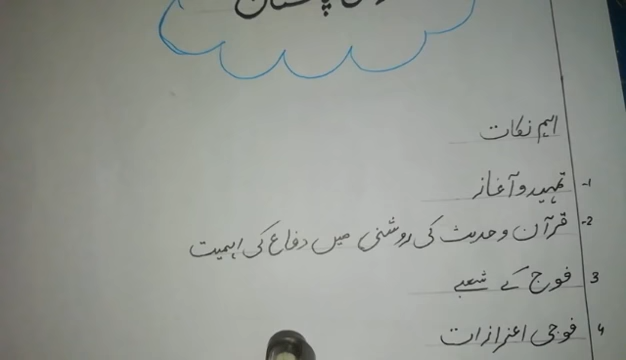 پاکستان
اہم نکات
1- تمہید و آغاز
2- قرآن و حدیث کی روشنی میں دفاع کی اہمیت
3 فوج کے شعبے
4 فوجی اعزازات